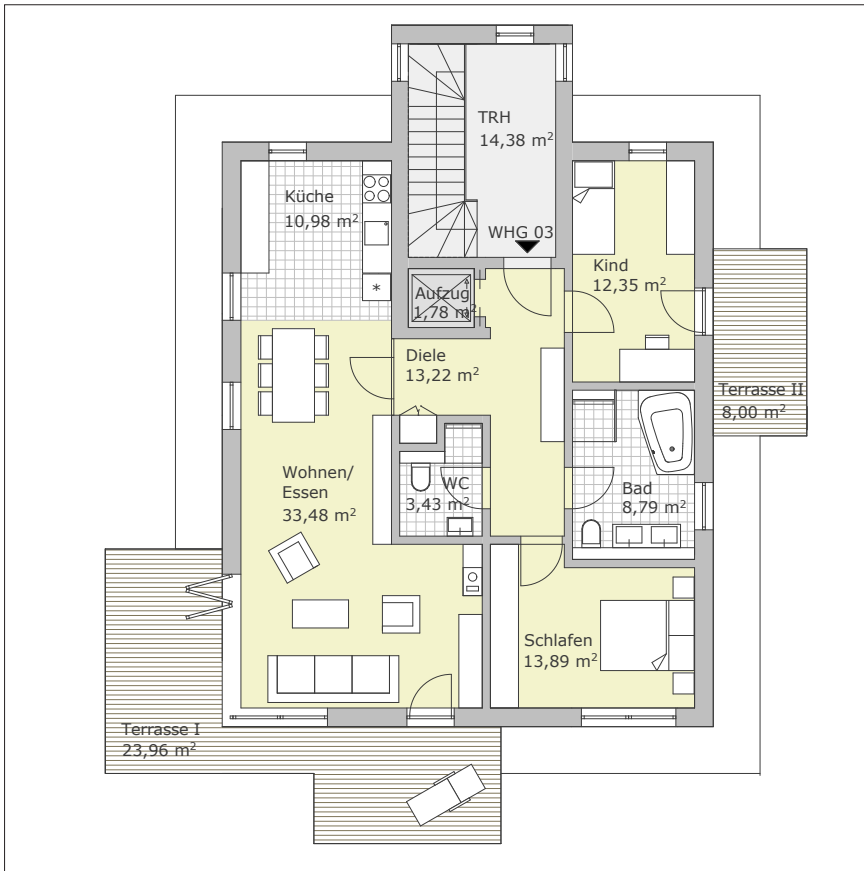 TRH
14,38 m²
WHG 03
Küche
10,98 m²
Kind
12,35 m²
Aufzug
1,78 m²
*
Diele
13,22 m²
Terrasse II
8,00 m²
Wohnen/
Essen
33,48 m²
WC
3,43 m²
Bad
8,79 m²
Schlafen
13,89 m²
Terrasse I
23,96 m²